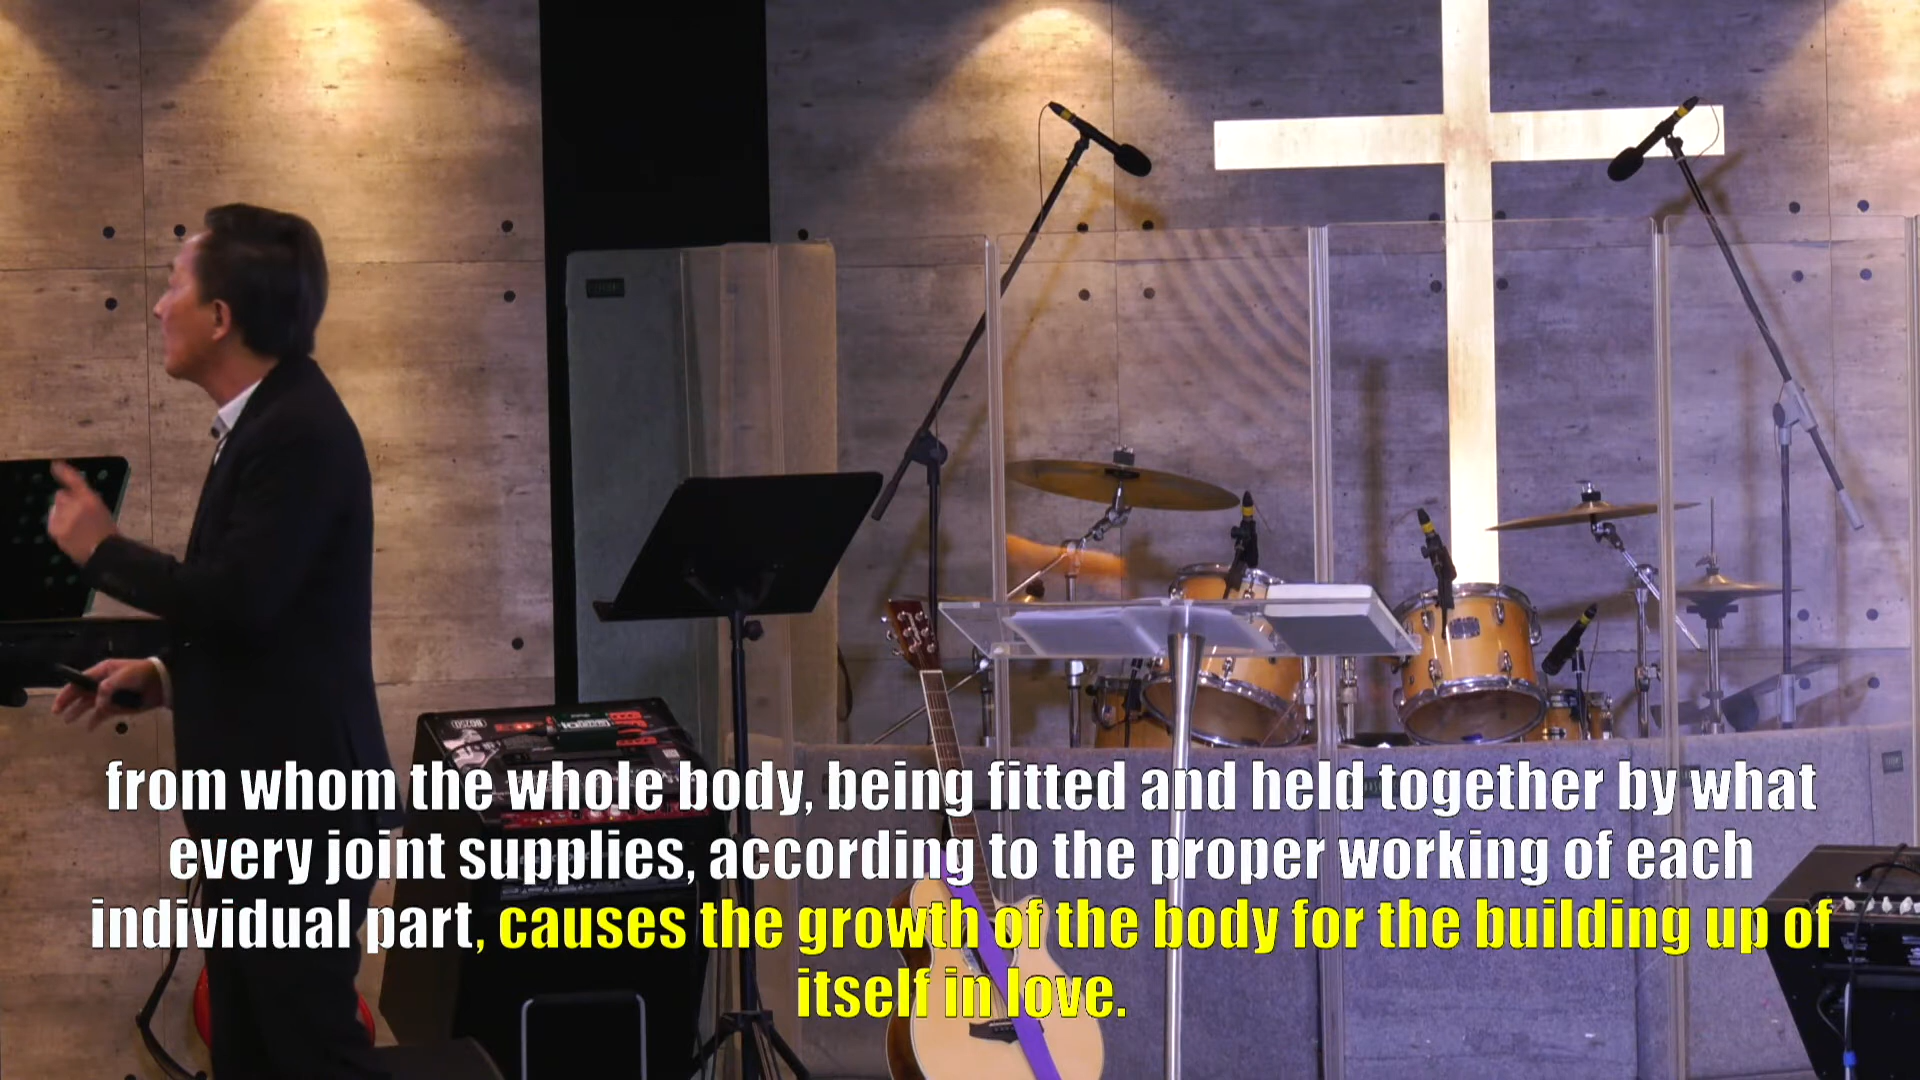 from whom the whole body, being fitted and held together by what
every joint supplies, according to the proper working of each
individual part, causes the growth of the body for the building up of
itself in love.